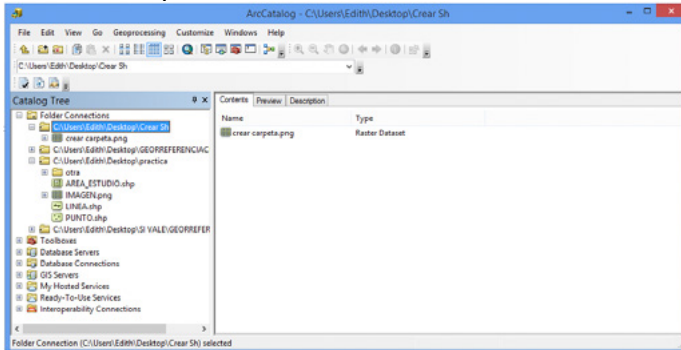 ArcCatalog - C:\Users\Edith\Desktop\Crear Sh
File Edit View Go Geoprocessing Customize Windows Help
C:\Users\Edith\Desktop\Crear Sh
Catalog Tree
Contents Preview Description
Folder Connections
Name Type
C:\Users\Edith\Desktop\Crear Sh
crear carpeta.png Raster Dataset
crear carpeta.png
C:\Users\Edith\Desktop\GEORREFERENCIAC
C:\Users\Edith\Desktop\practica
otra
AREA_ESTUDIO.shp
IMAGEN.png
LINEA.shp
PUNTO.shp
C:\Users\Edith\Desktop\SI VALE\GEORREFER
Toolboxes
Database Servers
Database Connections
GIS Servers
My Hosted Services
Ready-To-Use Services
Interoperability Connections
Folder Connection (C:\Users\Edith\Desktop\Crear Sh) selected